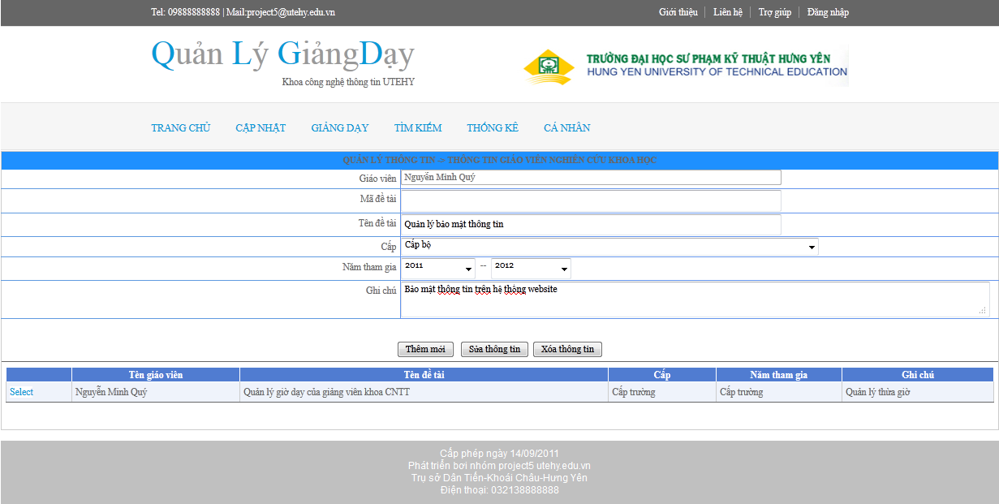 Tel: 09888888888 | Mail:project5@utehy.edu.vn
Giới thiệu | Liên hệ | Trợ giúp | Đăng nhập
Quản Lý GiảngDạy
Khoa công nghệ thông tin UTEHY
TRƯỜNG ĐẠI HỌC SƯ PHẠM KỸ THUẬT HƯNG YÊN
HUNG YEN UNIVERSITY OF TECHNICAL EDUCATION
TRANG CHỦ CẬP NHẬT GIẢNG DẠY TÌM KIẾM THỐNG KÊ CÁ NHÂN
QUẢN LÝ THÔNG TIN -> THÔNG TIN GIÁO VIÊN NGHIÊN CỨU KHOA HỌC
Giáo viên Nguyễn Minh Quý
Mã đề tài
Tên đề tài Quản lý bảo mật thông tin
Cấp Cấp bộ
Năm tham gia 2011 -- 2012
Ghi chú Bảo mật thông tin trên hệ thống website
Thêm mới Sửa thông tin Xóa thông tin
Tên giáo viên Tên đề tài Cấp Năm tham gia Ghi chú
Select Nguyễn Minh Quý Quản lý giờ dạy của giảng viên khoa CNTT Cấp trường Cấp trường Quản lý thừa giờ
Cấp phép ngày 14/09/2011
Phát triển bơi nhóm project5 utehy.edu.vn
Trụ sở Dân Tiến-Khoái Châu-Hưng Yên
Điện thoại: 032138888888